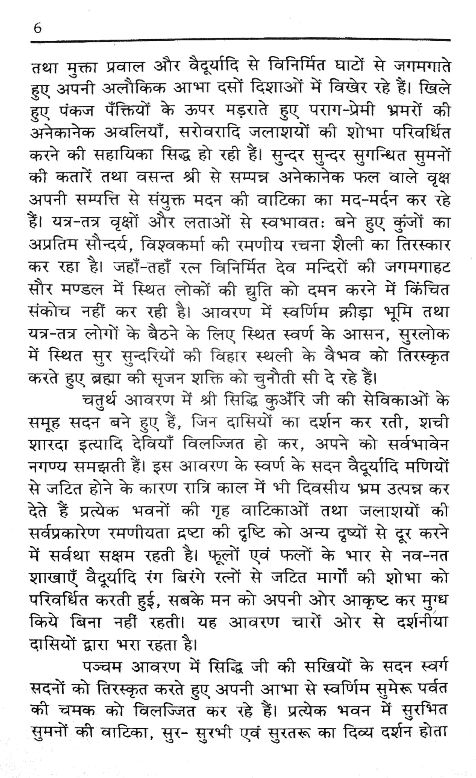 6
तथा मुक्ता प्रवाल और वैदूर्यादि से विनिर्मित घाटों से जगमगाते
हुए अपनी अलौकिक आभा दसों दिशाओं में विखेर रहे हैं। खिले
हुए पंकज पँक्तियों के ऊपर मड़राते हुए पराग-प्रेमी भ्रमरों की
अनेकानेक अवलियाँ, सरोवरादि जलाशयों की शोभा परिवर्धित
करने की सहायिका सिद्ध हो रही हैं। सुन्दर सुन्दर सुगन्धित सुमनों
की कतारें तथा वसन्त श्री से सम्पन्न अनेकानेक फल वाले वृक्ष
अपनी सम्पत्ति से संयुक्त मदन की वाटिका का मद-मर्दन कर रहे
हैं। यत्र-तत्र वृक्षों और लताओं से स्वभावतः बने हुए कुंजों का
अप्रतिम सौन्दर्य, विश्वकर्मा की रमणीय रचना शैली का तिरस्कार
कर रहा है। जहाँ-तहाँ रत्न विनिर्मित देव मन्दिरों की जगमगाहट
सौर मण्डल में स्थित लोकों की द्युति को दमन करने में किंचित
संकोच नहीं कर रही है। आवरण में स्वर्णिम क्रीड़ा भूमि तथा
यत्र-तत्र लोगों के बैठने के लिए स्थित स्वर्ण के आसन, सुरलोक
में स्थित सुर सुन्दरियों की विहार स्थली के वैभव को तिरस्कृत
करते हुए ब्रह्मा की सृजन शक्ति को चुनौती सी दे रहे हैं।
चतुर्थ आवरण में श्री सिद्धि कुअँरि जी की सेविकाओं के
समूह सदन बने हुए हैं, जिन दासियों का दर्शन कर रती, शची
शारदा इत्यादि देवियाँ विलज्जित हो कर, अपने को सर्वभावेन
नगण्य समझती हैं। इस आवरण के स्वर्ण के सदन वैदूर्यादि मणियों
से जटित होने के कारण रात्रि काल में भी दिवसीय भ्रम उत्पन्न कर
देते हैं प्रत्येक भवनों की गृह वाटिकाओं तथा जलाशयों की
सर्वप्रकारेण रमणीयता द्रष्टा की दृष्टि को अन्य दृष्यों से दूर करने
में सर्वथा सक्षम रहती है। फूलों एवं फलों के भार से नव-नत
शाखाएँ वैदूर्यादि रंग बिरंगे रत्नों से जटित मार्गों की शोभा को
परिवर्धित करती हुई, सबके मन को अपनी ओर आकृष्ट कर मुग्ध
किये बिना नहीं रहती। यह आवरण चारों ओर से दर्शनीया
दासियों द्वारा भरा रहता है।
पञ्चम आवरण में सिद्धि जी की सखियों के सदन स्वर्ग
सदनों को तिरस्कृत करते हुए अपनी आभा से स्वर्णिम सुमेरू पर्वत
की चमक को विलज्जित कर रहे हैं। प्रत्येक भवन में सुरभित
सुमनों की वाटिका, सुर- सुरभी एवं सुरतरू का दिव्य दर्शन होता